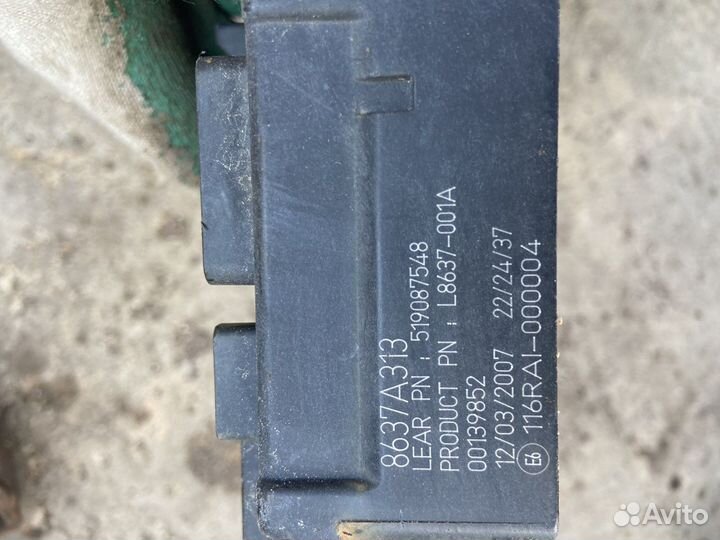 8637A313
LEAR PN : 519087548
PRODUCT PN : L8637-001A
00139852
12/03/2007 22/24/37
E6 116RAI-000004
Avito